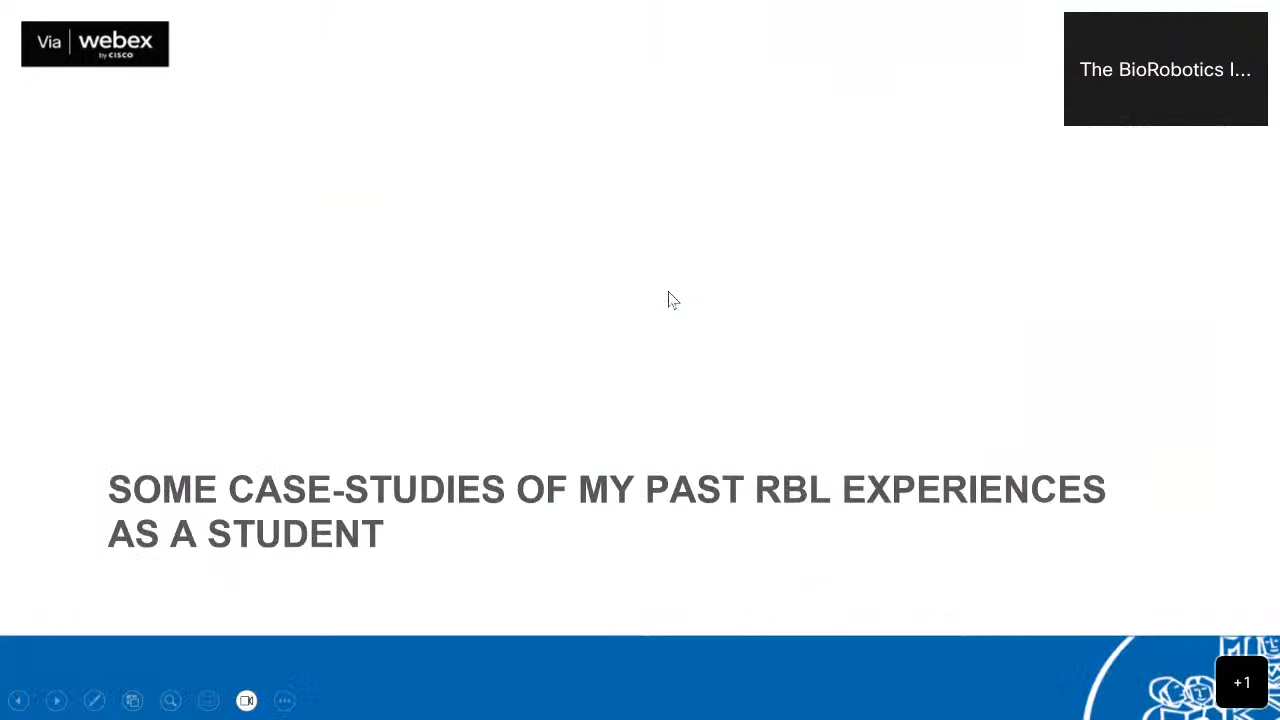 Via webex
by CISCO
The BioRobotics I...
SOME CASE-STUDIES OF MY PAST RBL EXPERIENCES
AS A STUDENT
+1